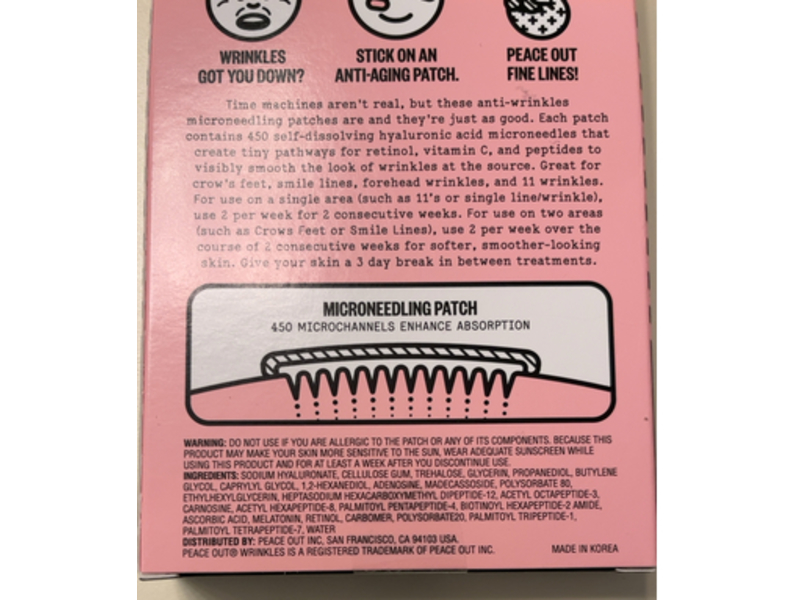 WRINKLES
GOT YOU DOWN?
STICK ON AN
ANTI-AGING PATCH.
PEACE OUT
FINE LINES!
Time machines aren't real, but these anti-wrinkles
microneedling patches are and they're just as good. Each patch
contains 450 self-dissolving hyaluronic acid microneedles that
create tiny pathways for retinol, vitamin C, and peptides to
visibly smooth the look of wrinkles at the source. Great for
crow's feet, smile lines, forehead wrinkles, and 11 wrinkles.
For use on a single area (such as 11's or single line/wrinkle),
use 2 per week for 2 consecutive weeks. For use on two areas
(such as Crows Feet or Smile Lines), use 2 per week over the
course of 2 consecutive weeks for softer, smoother-looking
skin. Give your skin a 3 day break in between treatments.
MICRONEEDLING PATCH
450 MICROCHANNELS ENHANCE ABSORPTION
WARNING: DO NOT USE IF YOU ARE ALLERGIC TO THE PATCH OR ANY OF ITS COMPONENTS. BECAUSE THIS
PRODUCT MAY MAKE YOUR SKIN MORE SENSITIVE TO THE SUN, WEAR ADEQUATE SUNSCREEN WHILE
USING THIS PRODUCT AND FOR AT LEAST A WEEK AFTER YOU DISCONTINUE USE.
INGREDIENTS: SODIUM HYALURONATE, CELLULOSE GUM, TREHALOSE, GLYCERIN, PROPANEDIOL, BUTYLENE
GLYCOL, CAPRYLYL GLYCOL, 1,2-HEXANEDIOL, ADENOSINE, MADECASSOSIDE, POLYSORBATE 80,
ETHYLHEXYLGLYCERIN, HEPTASODIUM HEXACARBOXYMETHYL DIPEPTIDE-12, ACETYL OCTAPEPTIDE-3,
CARNOSINE, ACETYL HEXAPEPTIDE-8, PALMITOYL PENTAPEPTIDE-4, BIOTINOYL HEXAPEPTIDE-2 AMIDE,
ASCORBIC ACID, MELATONIN, RETINOL, CARBOMER, POLYSORBATE20, PALMITOYL TRIPEPTIDE-1,
PALMITOYL TETRAPEPTIDE-7, WATER
DISTRIBUTED BY: PEACE OUT INC, SAN FRANCISCO, CA 94103 USA.
PEACE OUT® WRINKLES IS A REGISTERED TRADEMARK OF PEACE OUT INC.
MADE IN KOREA